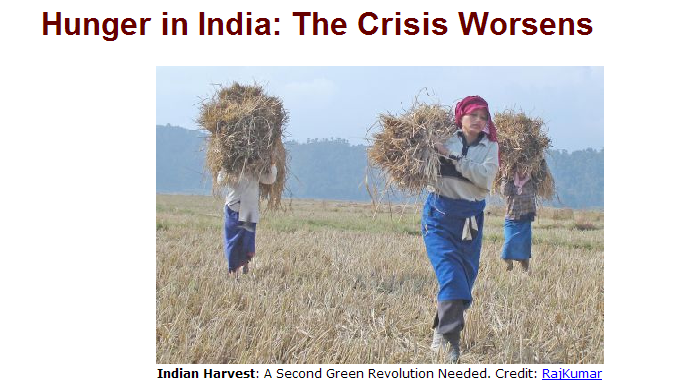 Hunger in India: The Crisis Worsens
Indian Harvest: A Second Green Revolution Needed. Credit: RajKumar